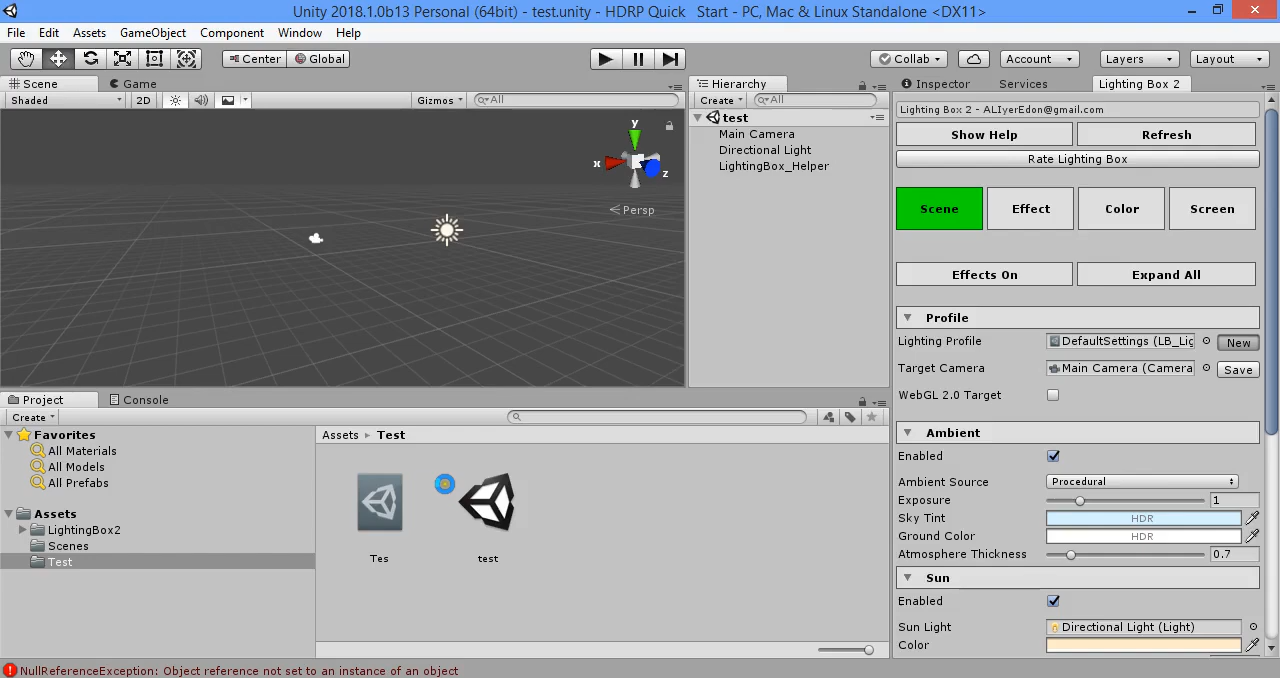 Unity 2018.1.0b13 Personal (64bit) - test.unity - HDRP Quick Start - PC, Mac & Linux Standalone <DX11>
File Edit Assets GameObject Component Window Help
Center Global Collab Account Layers Layout
Scene Game
Shaded 2D Gizmos All
y
x
z
Persp
Hierarchy
Create All
test
Main Camera
Directional Light
LightingBox_Helper
Project Console
Create
Favorites
All Materials
All Models
All Prefabs
Assets
LightingBox2
Scenes
Test
Assets Test
Tes test
Inspector Services Lighting Box 2
Lighting Box 2 - ALIyerEdon@gmail.com
Show Help Refresh
Rate Lighting Box
Scene Effect Color Screen
Effects On Expand All
Profile
Lighting Profile DefaultSettings (LB_Lig New
Target Camera Main Camera (Camera Save
WebGL 2.0 Target
Ambient
Enabled
Ambient Source Procedural
Exposure 1
Sky Tint HDR
Ground Color HDR
Atmosphere Thickness 0.7
Sun
Enabled
Sun Light Directional Light (Light)
Color
NullReferenceException: Object reference not set to an instance of an object